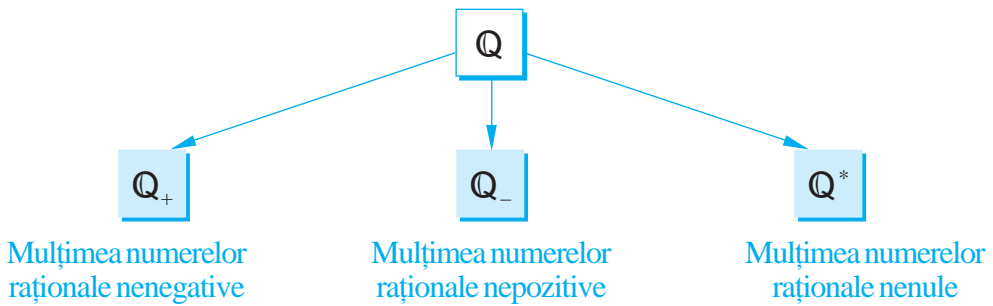 ℚ
ℚ₊
ℚ₋
ℚ*
Mulțimea numerelor
raționale nenegative
Mulțimea numerelor
raționale nepozitive
Mulțimea numerelor
raționale nenule